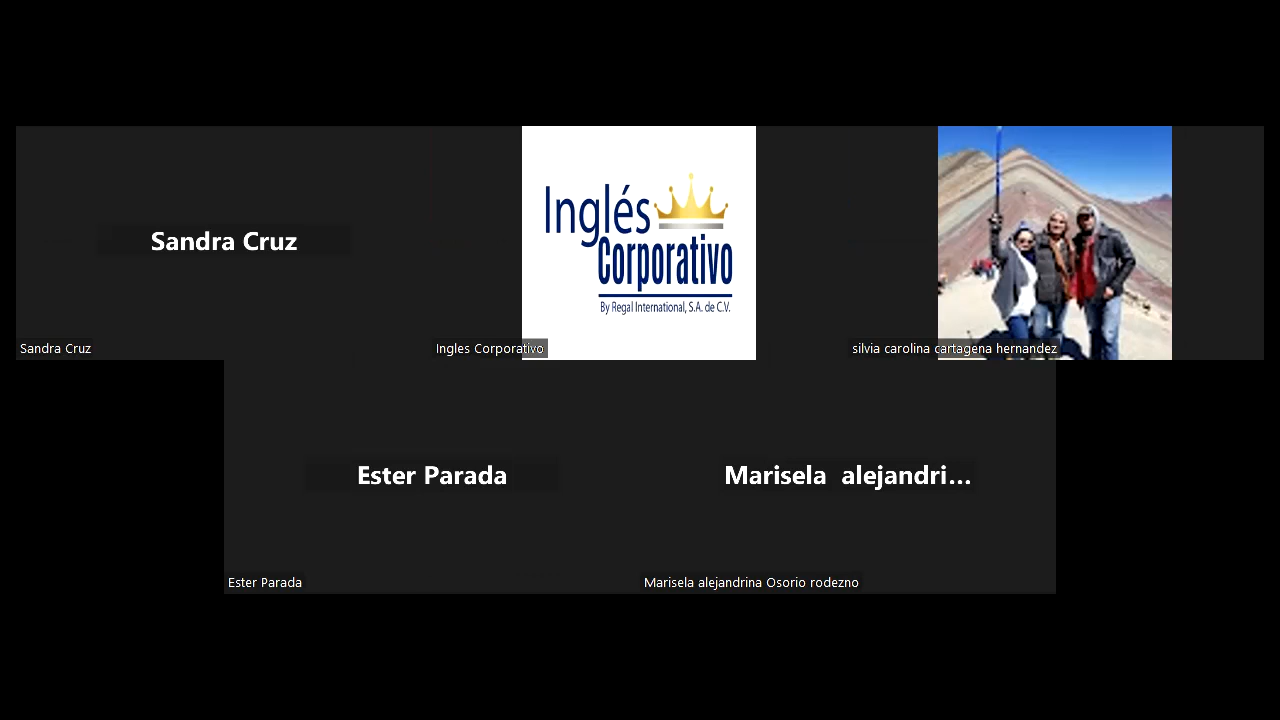 Sandra Cruz
Sandra Cruz
Inglés
Corporativo
By Regal International, S.A. de C.V.
Ingles Corporativo
silvia carolina cartagena hernandez
Ester Parada
Ester Parada
Marisela alejandri...
Marisela alejandrina Osorio rodezno